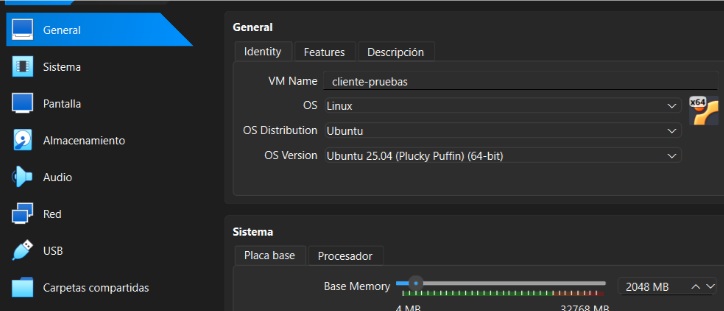 General
Sistema
Pantalla
Almacenamiento
Audio
Red
USB
Carpetas compartidas
General
Identity Features Descripción
VM Name cliente-pruebas
OS Linux
x64
OS Distribution Ubuntu
OS Version Ubuntu 25.04 (Plucky Puffin) (64-bit)
Sistema
Placa base Procesador
Base Memory 2048 MB
4 MB 32768 MB